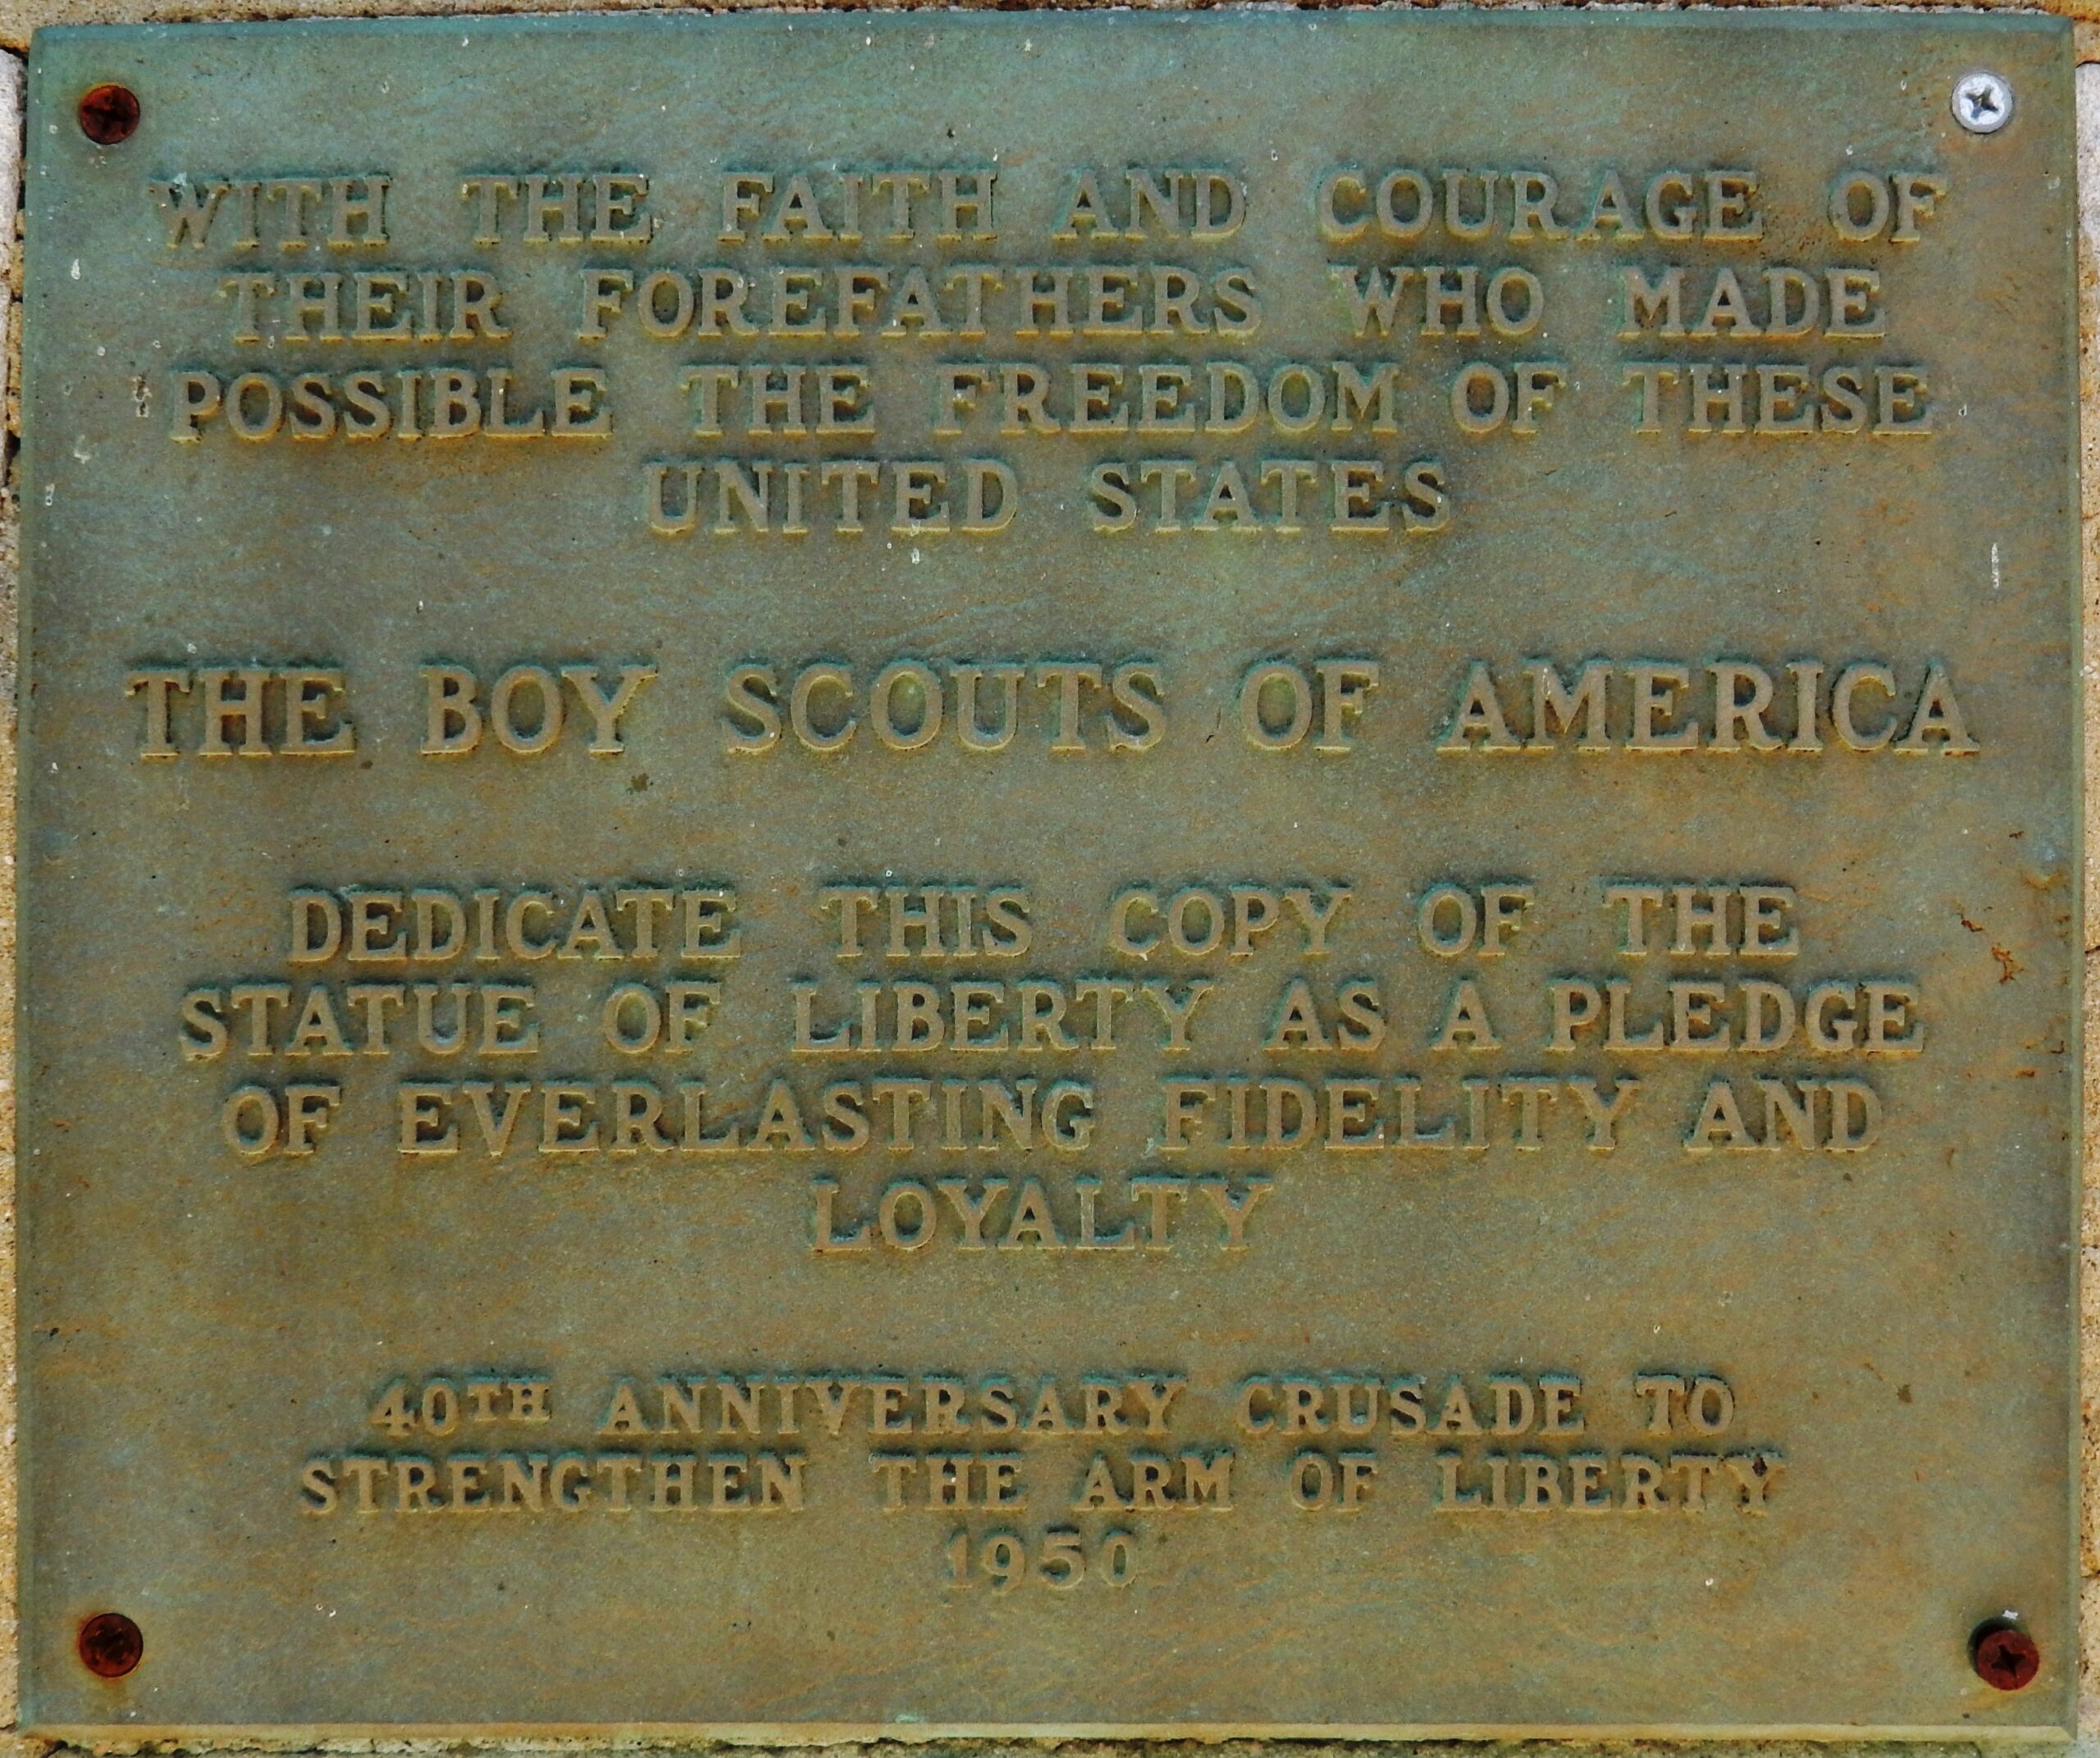 WITH THE FAITH AND COURAGE OF
THEIR FOREFATHERS WHO MADE
POSSIBLE THE FREEDOM OF THESE
UNITED STATES
THE BOY SCOUTS OF AMERICA
DEDICATE THIS COPY OF THE
STATUE OF LIBERTY AS A PLEDGE
OF EVERLASTING FIDELITY AND
LOYALTY
40TH ANNIVERSARY CRUSADE TO
STRENGTHEN THE ARM OF LIBERTY
1950